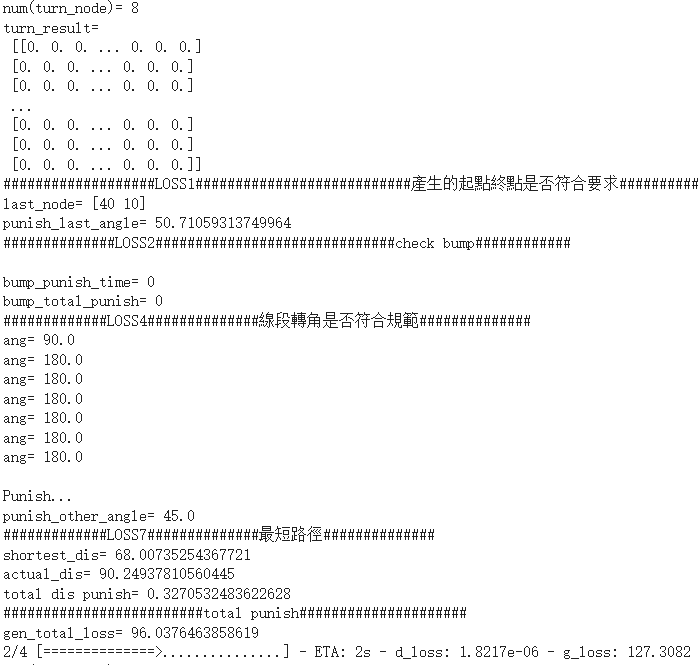 num(turn_node)= 8
turn_result=
[[0. 0. 0. ... 0. 0. 0.]
[0. 0. 0. ... 0. 0. 0.]
[0. 0. 0. ... 0. 0. 0.]
...
[0. 0. 0. ... 0. 0. 0.]
[0. 0. 0. ... 0. 0. 0.]
[0. 0. 0. ... 0. 0. 0.]]
###################LOSS1###########################產生的起點終點是否符合要求##########
last_node= [40 10]
punish_last_angle= 50.71059313749964
##############LOSS2##############################check bump############
bump_punish_time= 0
bump_total_punish= 0
#############LOSS4##############線段轉角是否符合規範##############
ang= 90.0
ang= 180.0
ang= 180.0
ang= 180.0
ang= 180.0
ang= 180.0
ang= 180.0
Punish...
punish_other_angle= 45.0
#############LOSS7##############最短路徑##############
shortest_dis= 68.00735254367721
actual_dis= 90.24937810560445
total dis punish= 0.3270532483622628
#########################total punish#####################
gen_total_loss= 96.0376463858619
2/4 [==============>...............] - ETA: 2s - d_loss: 1.8217e-06 - g_loss: 127.3082